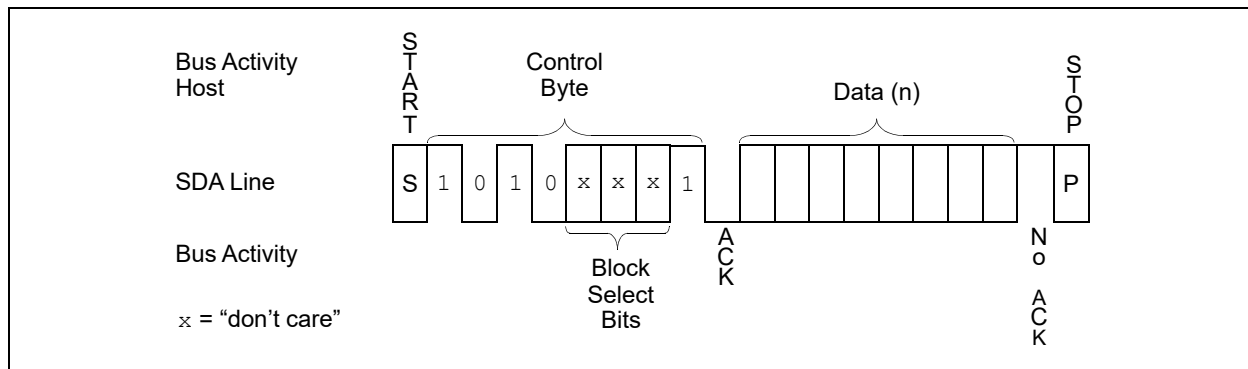 Bus Activity
Host
START
Control
Byte
Data (n)
STOP
SDA Line
S 1 0 1 0 x x x 1 P
Bus Activity
ACK
No ACK
Block
Select
Bits
x = “don’t care”